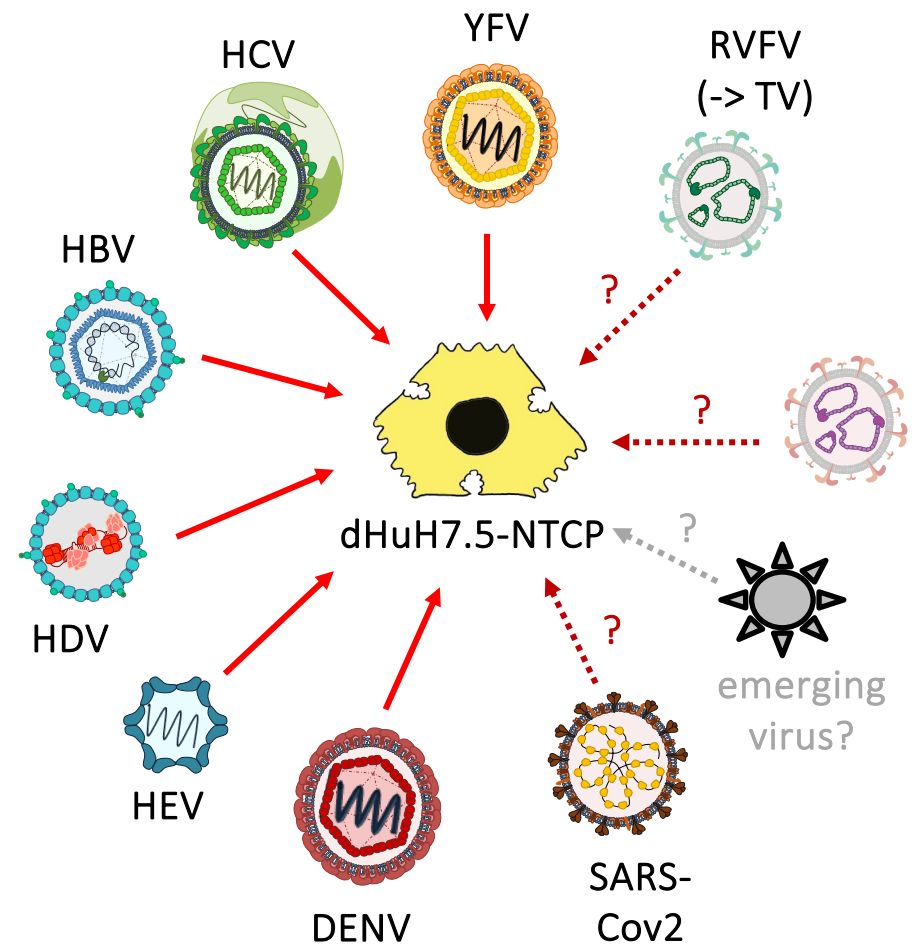 YFV
HCV
RVFV
(-> TV)
HBV
?
?
dHuH7.5-NTCP
?
HDV
?
emerging
virus?
HEV
SARS-
Cov2
DENV